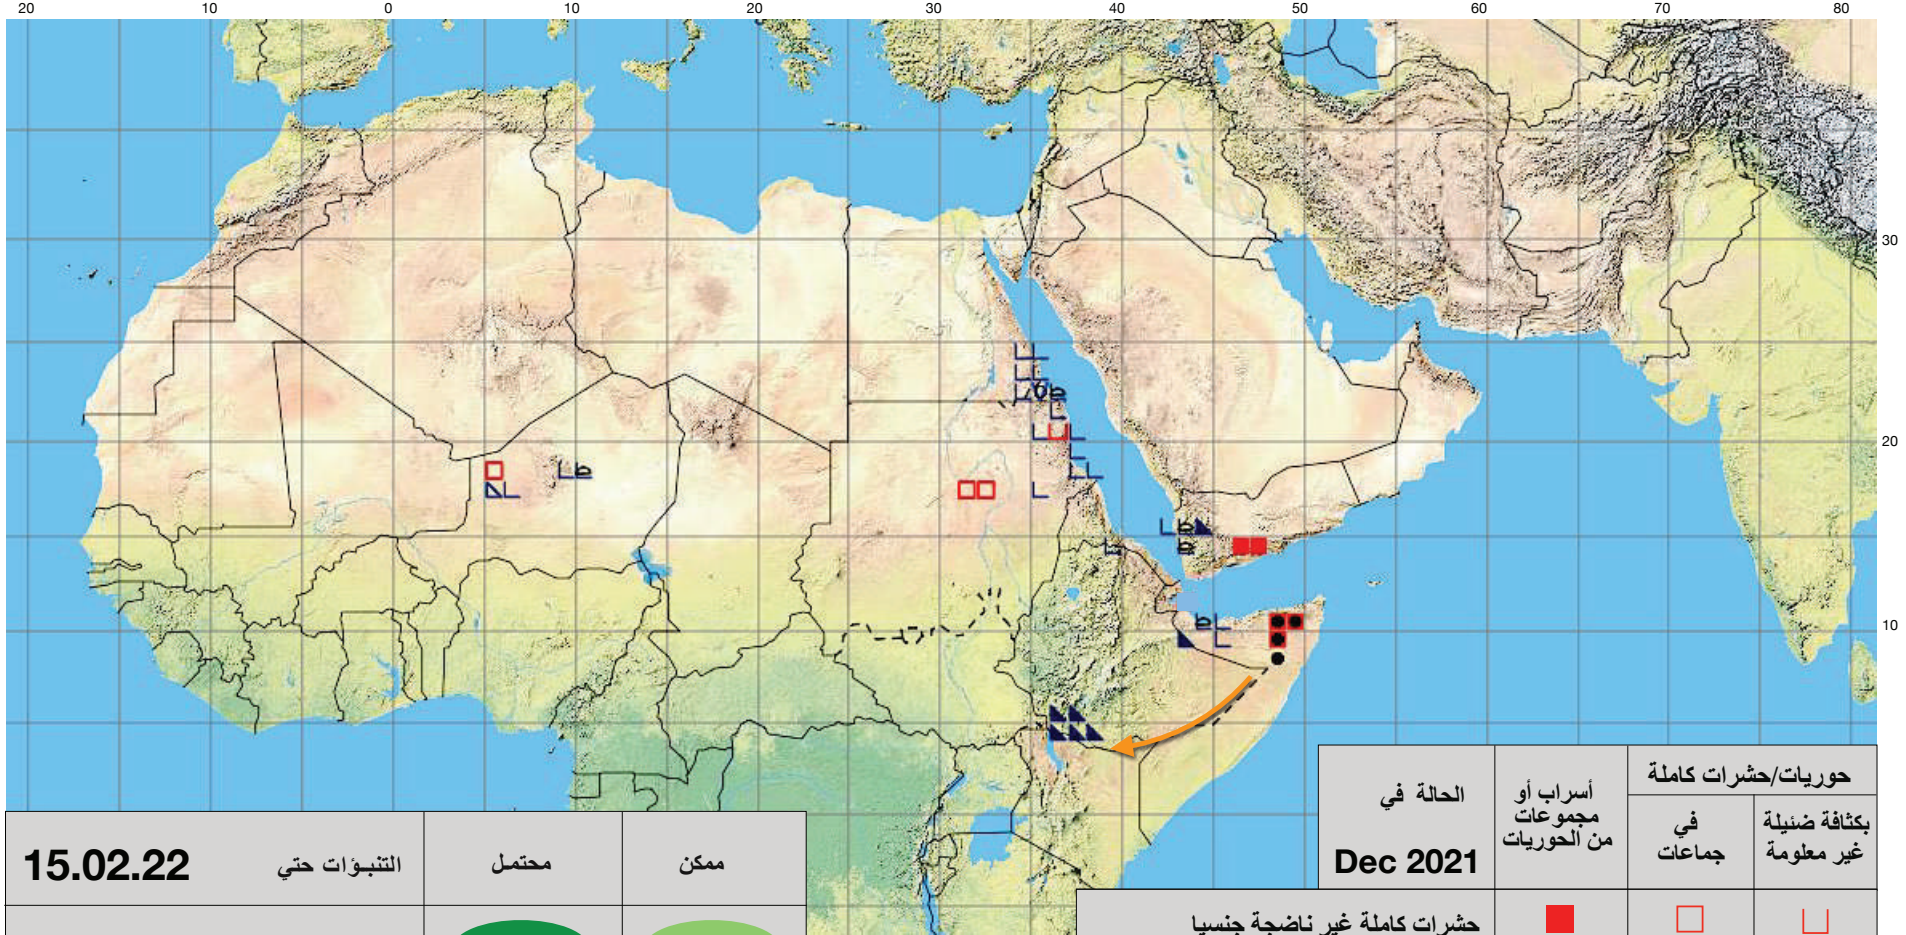 20 10 0 10 20 30 40 50 60 70 80
30
20
10
ط
ط
ط
ط
ط
حوريات/حشرات كاملة
بكثافة ضئيلة
غير معلومة
في
جماعات
أسراب أو
مجموعات
من الحوريات
الحالة في
Dec 2021
حشرات كاملة غير ناضجة جنسيا
ممكن
محتمل
التنبؤات حتي
15.02.22